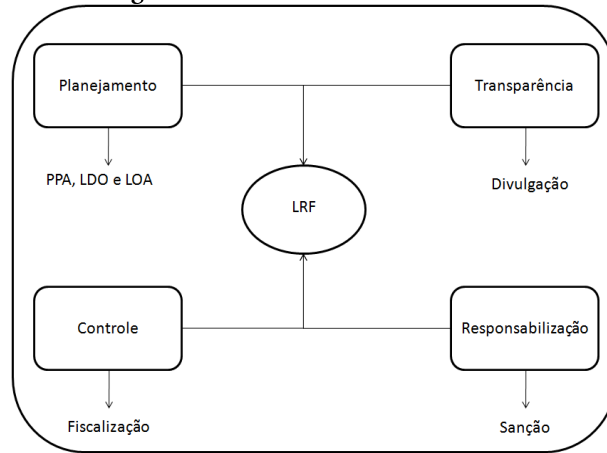 Planejamento
Transparência
PPA, LDO e LOA
Divulgação
LRF
Controle
Responsabilização
Fiscalização
Sanção